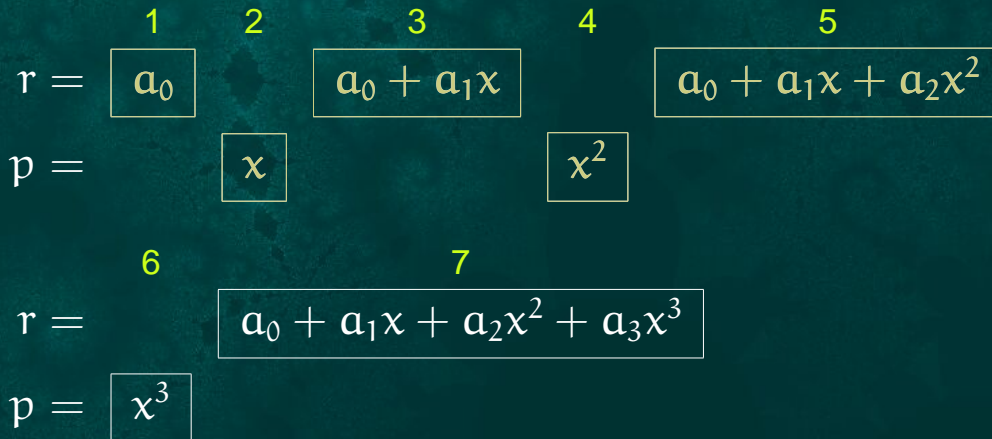 1 2 3 4 5
r = a₀ a₀ + a₁x a₀ + a₁x + a₂x²
p = x x²
6 7
r = a₀ + a₁x + a₂x² + a₃x³
p = x³